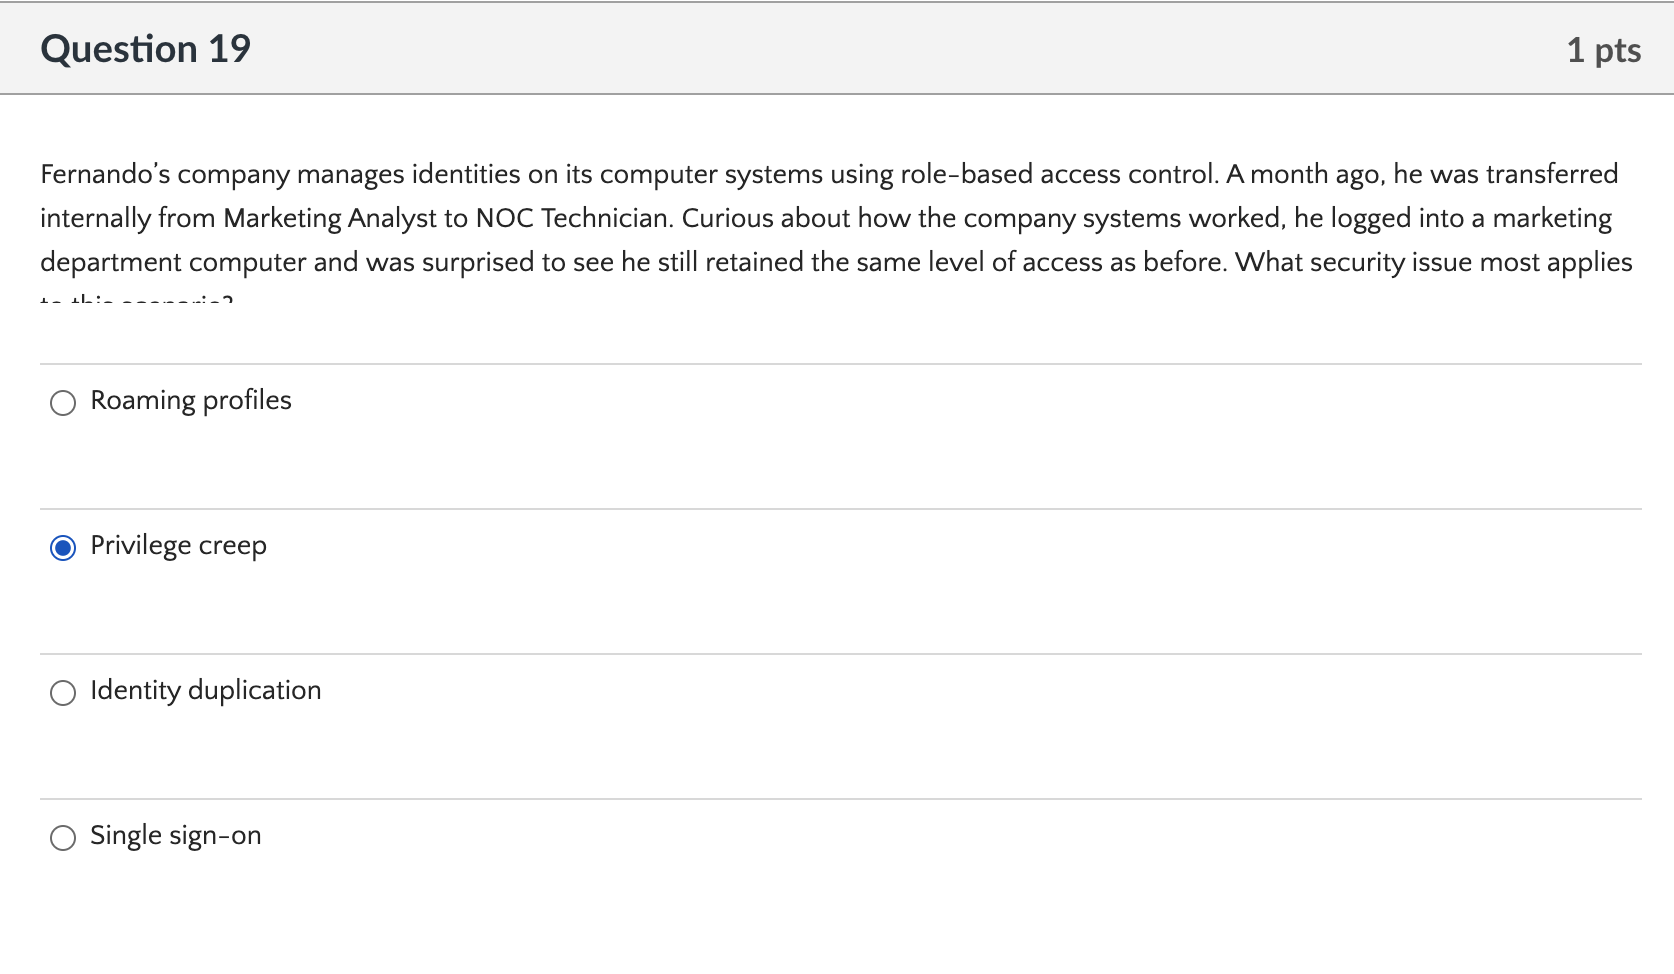 Question 19
1 pts
Fernando's company manages identities on its computer systems using role-based access control. A month ago, he was transferred
internally from Marketing Analyst to NOC Technician. Curious about how the company systems worked, he logged into a marketing
department computer and was surprised to see he still retained the same level of access as before. What security issue most applies
to this scenario?
Roaming profiles
Privilege creep
Identity duplication
Single sign-on